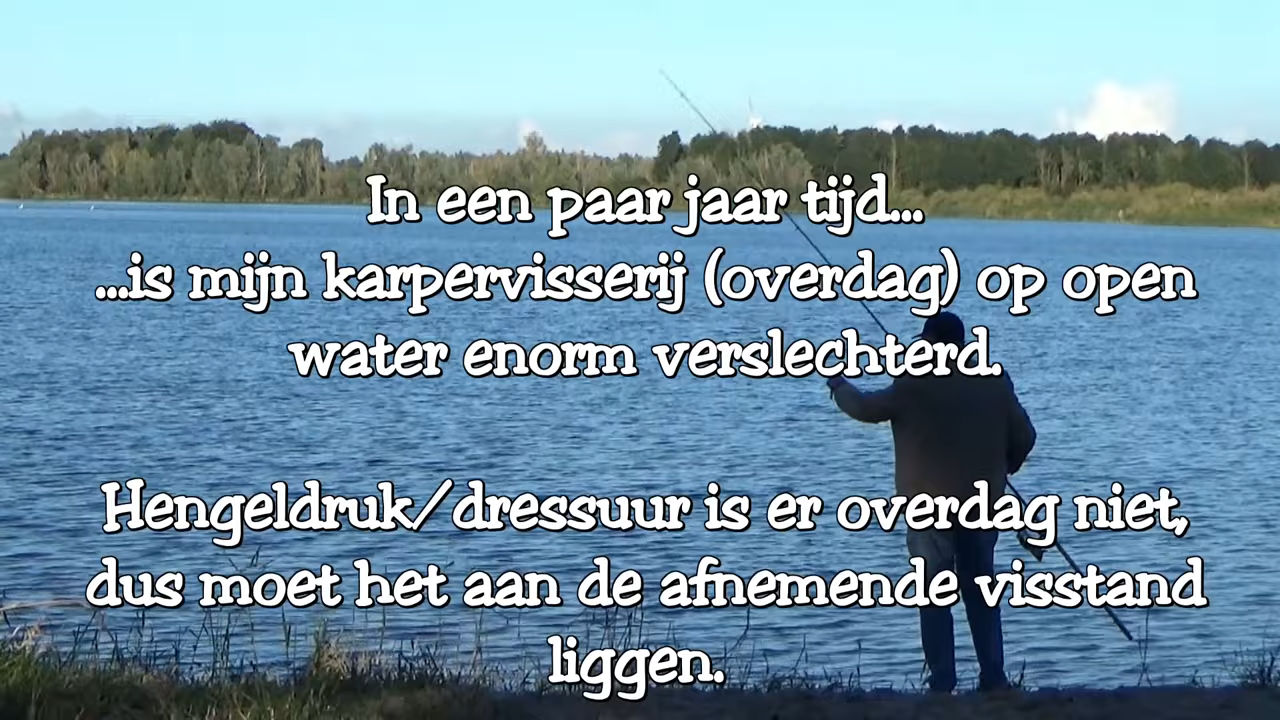 In een paar jaar tijd...
...is mijn karpervisserij (overdag) op open
water enorm verslechterd.
Hengeldruk/dressuur is er overdag niet,
dus moet het aan de afnemende visstand
liggen.